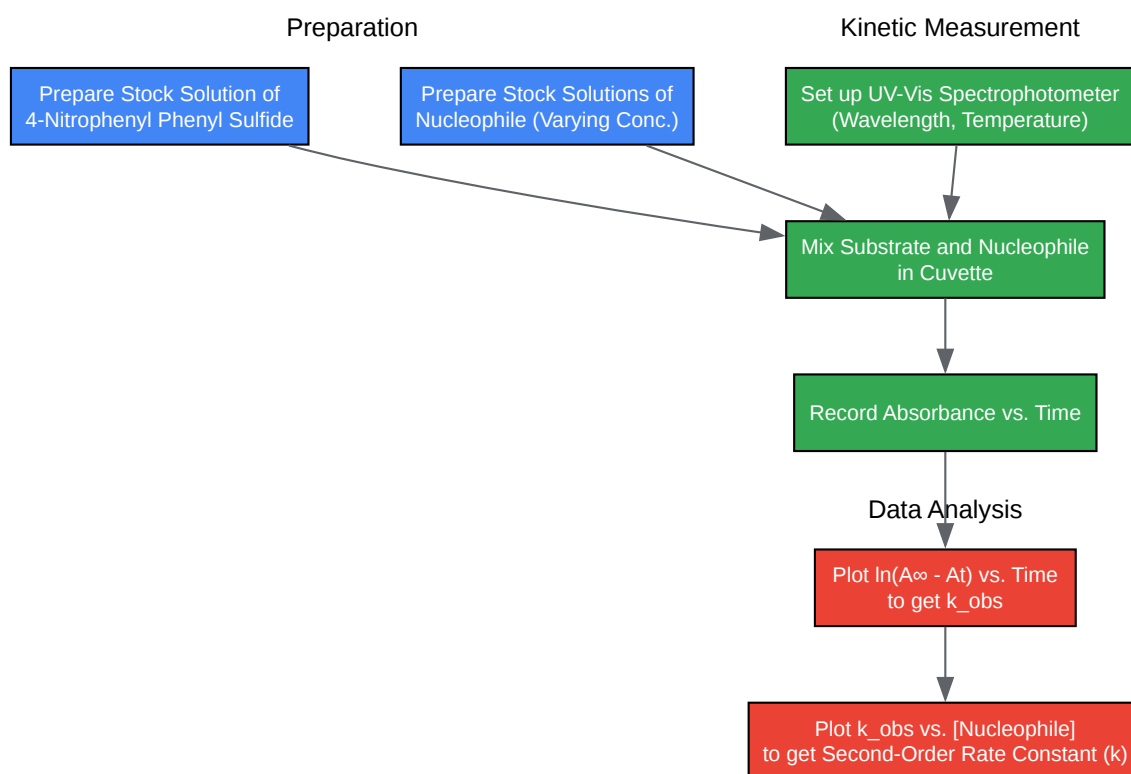 Preparation
Kinetic Measurement
Prepare Stock Solution of
4-Nitrophenyl Phenyl Sulfide
Prepare Stock Solutions of
Nucleophile (Varying Conc.)
Set up UV-Vis Spectrophotometer
(Wavelength, Temperature)
Mix Substrate and Nucleophile
in Cuvette
Record Absorbance vs. Time
Data Analysis
Plot ln(A∞ - At) vs. Time
to get k_obs
Plot k_obs vs. [Nucleophile]
to get Second-Order Rate Constant (k)